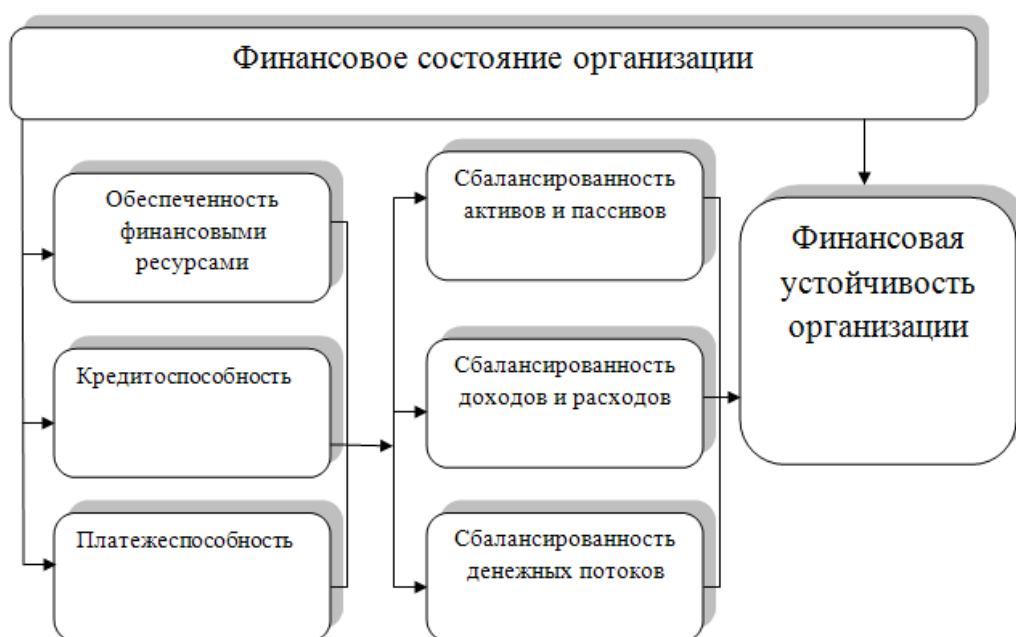 Финансовое состояние организации
Обеспеченность
финансовыми
ресурсами
Кредитоспособность
Платежеспособность
Сбалансированность
активов и пассивов
Сбалансированность
доходов и расходов
Сбалансированность
денежных потоков
Финансовая
устойчивость
организации